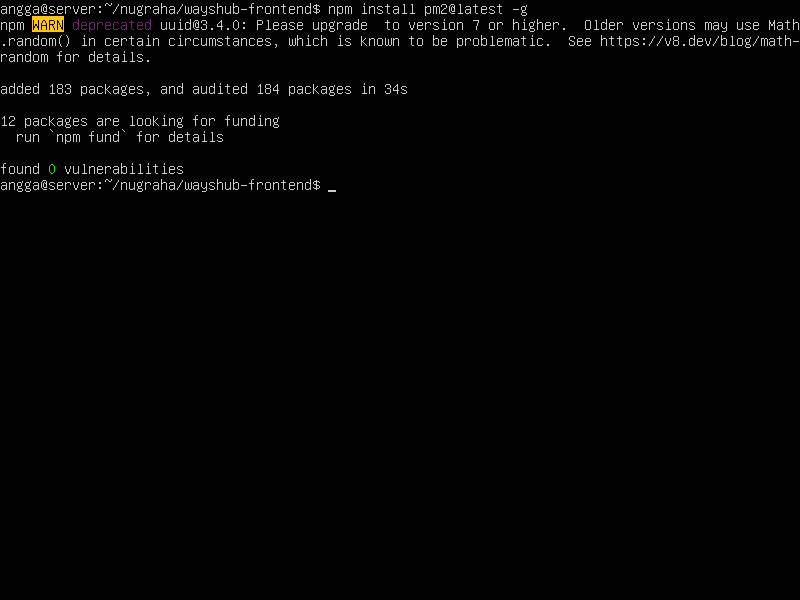 angga@server:~/nugraha/wayshub-frontend$ npm install pm2@latest -g
npm WARN deprecated uuid@3.4.0: Please upgrade  to version 7 or higher.  Older versions may use Math
.random() in certain circumstances, which is known to be problematic.  See https://v8.dev/blog/math-
random for details.
added 183 packages, and audited 184 packages in 34s
12 packages are looking for funding
  run `npm fund` for details
found 0 vulnerabilities
angga@server:~/nugraha/wayshub-frontend$ _